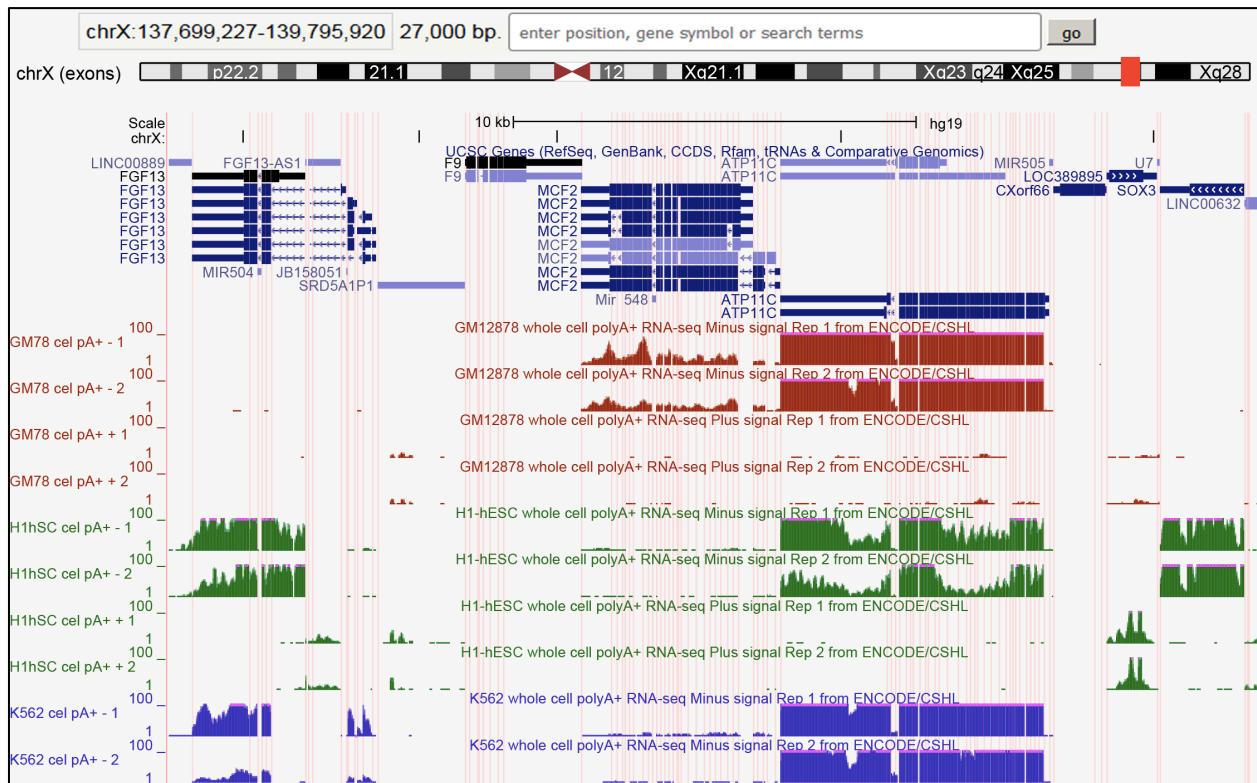 chrX:137,699,227-139,795,920 27,000 bp. enter position, gene symbol or search terms go
chrX (exons) p22.2 21.1 12 Xq21.1 Xq23 q24 Xq25 Xq28
Scale 10 kb hg19
chrX:
UCSC Genes (RefSeq, GenBank, CCDS, Rfam, tRNAs & Comparative Genomics)
LINC00889 FGF13-AS1 F9 ATP11C MIR505 U7
FGF13 F9 ATP11C LOC389895
FGF13 MCF2 CXorf66 SOX3
FGF13 MCF2 LINC00632
FGF13 MCF2
FGF13 MCF2
FGF13 MCF2
FGF13 MCF2
MIR504 JB158051 MCF2
SRD5A1P1 MCF2
Mir 548 ATP11C
ATP11C
100 GM12878 whole cell polyA+ RNA-seq Minus signal Rep 1 from ENCODE/CSHL
GM78 cel pA+ - 1
1
100 GM12878 whole cell polyA+ RNA-seq Minus signal Rep 2 from ENCODE/CSHL
GM78 cel pA+ - 2
1
100 GM12878 whole cell polyA+ RNA-seq Plus signal Rep 1 from ENCODE/CSHL
GM78 cel pA+ + 1
1
100 GM12878 whole cell polyA+ RNA-seq Plus signal Rep 2 from ENCODE/CSHL
GM78 cel pA+ + 2
1
100 H1-hESC whole cell polyA+ RNA-seq Minus signal Rep 1 from ENCODE/CSHL
H1hSC cel pA+ - 1
1
100 H1-hESC whole cell polyA+ RNA-seq Minus signal Rep 2 from ENCODE/CSHL
H1hSC cel pA+ - 2
1
100 H1-hESC whole cell polyA+ RNA-seq Plus signal Rep 1 from ENCODE/CSHL
H1hSC cel pA+ + 1
1
100 H1-hESC whole cell polyA+ RNA-seq Plus signal Rep 2 from ENCODE/CSHL
H1hSC cel pA+ + 2
1
100 K562 whole cell polyA+ RNA-seq Minus signal Rep 1 from ENCODE/CSHL
K562 cel pA+ - 1
1
100 K562 whole cell polyA+ RNA-seq Minus signal Rep 2 from ENCODE/CSHL
K562 cel pA+ - 2
1